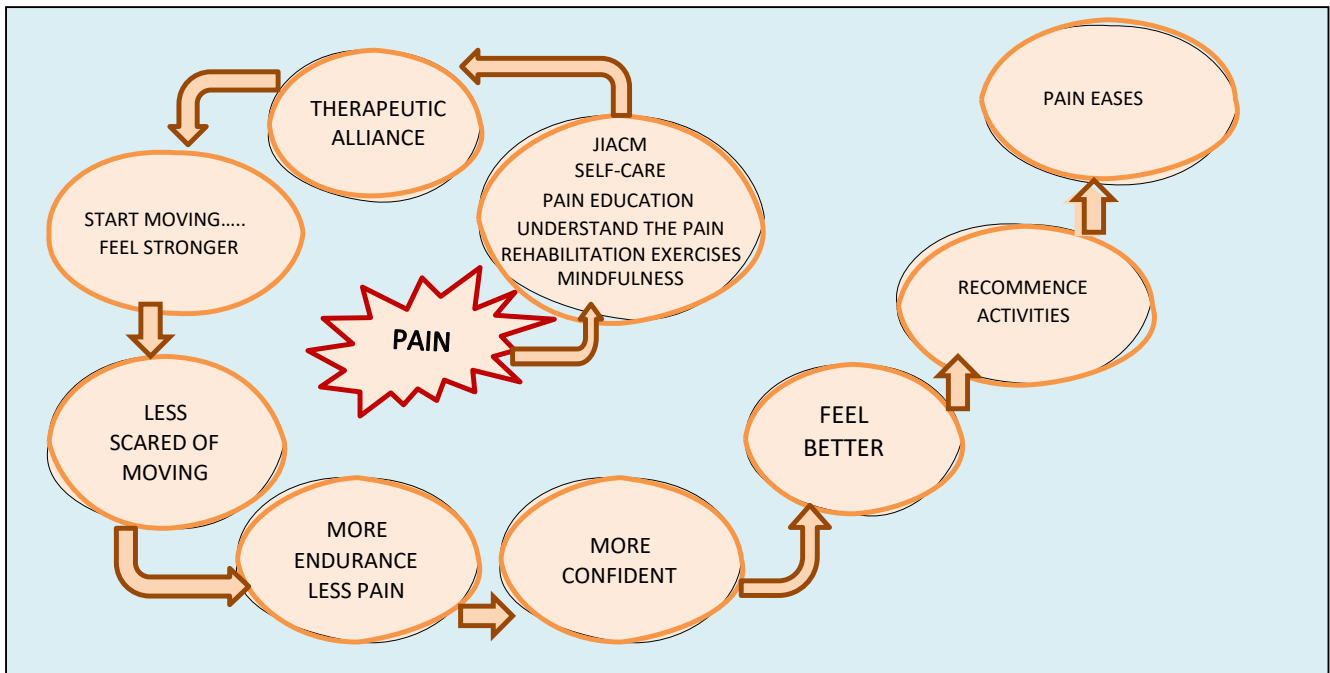 PAIN
JIACM
SELF-CARE
PAIN EDUCATION
UNDERSTAND THE PAIN
REHABILITATION EXERCISES
MINDFULNESS
THERAPEUTIC
ALLIANCE
START MOVING.....
FEEL STRONGER
LESS
SCARED OF
MOVING
MORE
ENDURANCE
LESS PAIN
MORE
CONFIDENT
FEEL
BETTER
RECOMMENCE
ACTIVITIES
PAIN EASES